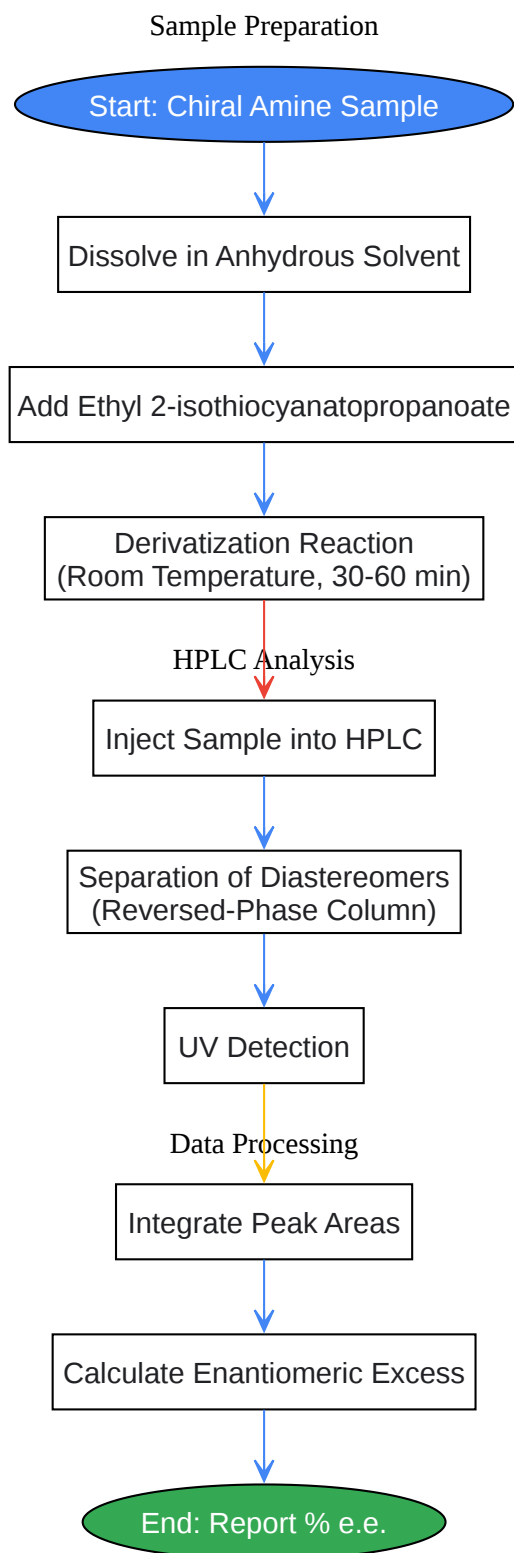 Sample Preparation
Start: Chiral Amine Sample
Dissolve in Anhydrous Solvent
Add Ethyl 2-isothiocyanatopropanoate
Derivatization Reaction
(Room Temperature, 30-60 min)
HPLC Analysis
Inject Sample into HPLC
Separation of Diastereomers
(Reversed-Phase Column)
UV Detection
Data Processing
Integrate Peak Areas
Calculate Enantiomeric Excess
End: Report % e.e.